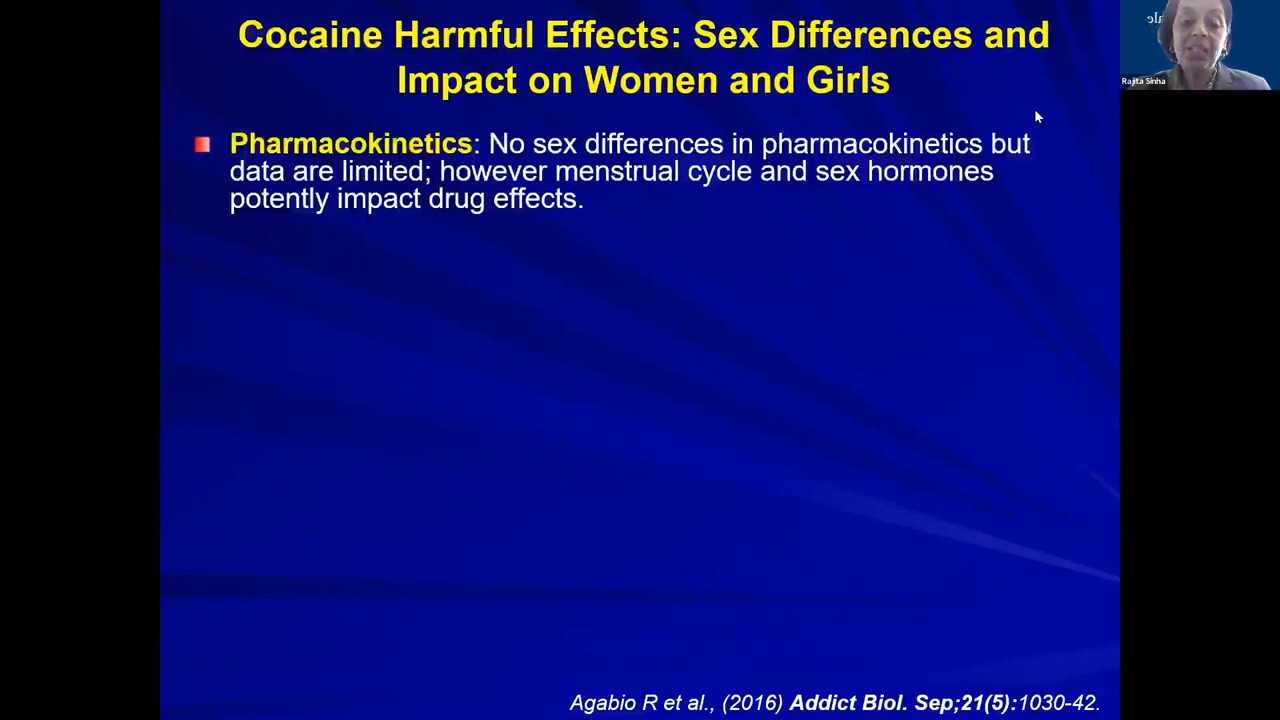 Cocaine Harmful Effects: Sex Differences and
Impact on Women and Girls
Pharmacokinetics: No sex differences in pharmacokinetics but
data are limited; however menstrual cycle and sex hormones
potently impact drug effects.
Agabio R et al., (2016) Addict Biol. Sep;21(5):1030-42.
Rajita Sinha